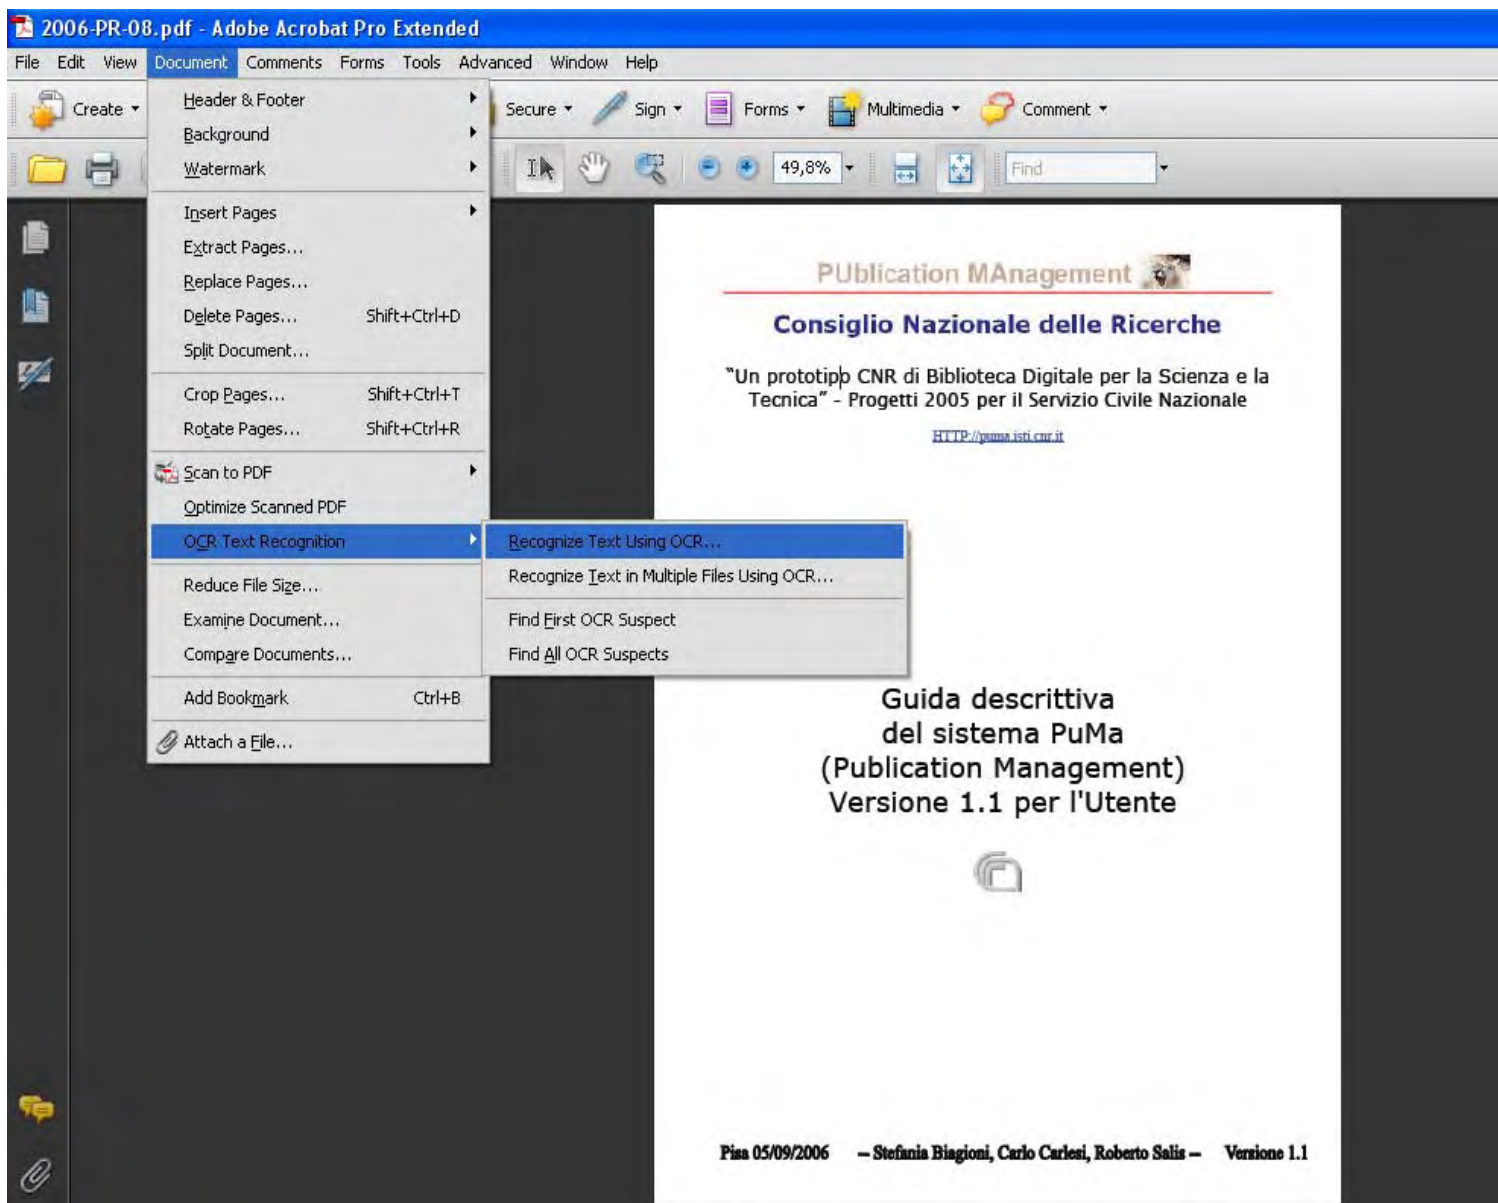 2006-PR-08.pdf - Adobe Acrobat Pro Extended
File Edit View Document Comments Forms Tools Advanced Window Help
Create Secure Sign Forms Multimedia Comment
49,8% Find
Header & Footer
Background
Watermark
Insert Pages
Extract Pages...
Replace Pages...
Delete Pages... Shift+Ctrl+D
Split Document...
Crop Pages... Shift+Ctrl+T
Rotate Pages... Shift+Ctrl+R
Scan to PDF
Optimize Scanned PDF
OCR Text Recognition
Reduce File Size...
Examine Document...
Compare Documents...
Add Bookmark Ctrl+B
Attach a File...
Recognize Text Using OCR...
Recognize Text in Multiple Files Using OCR...
Find First OCR Suspect
Find All OCR Suspects
PUblication MAnagement
Consiglio Nazionale delle Ricerche
"Un prototipo CNR di Biblioteca Digitale per la Scienza e la
Tecnica" - Progetti 2005 per il Servizio Civile Nazionale
HTTP://puma.isti.cnr.it
Guida descrittiva
del sistema PuMa
(Publication Management)
Versione 1.1 per l'Utente
Pisa 05/09/2006 -- Stefania Biagioni, Carlo Carlesi, Roberto Salis -- Versione 1.1